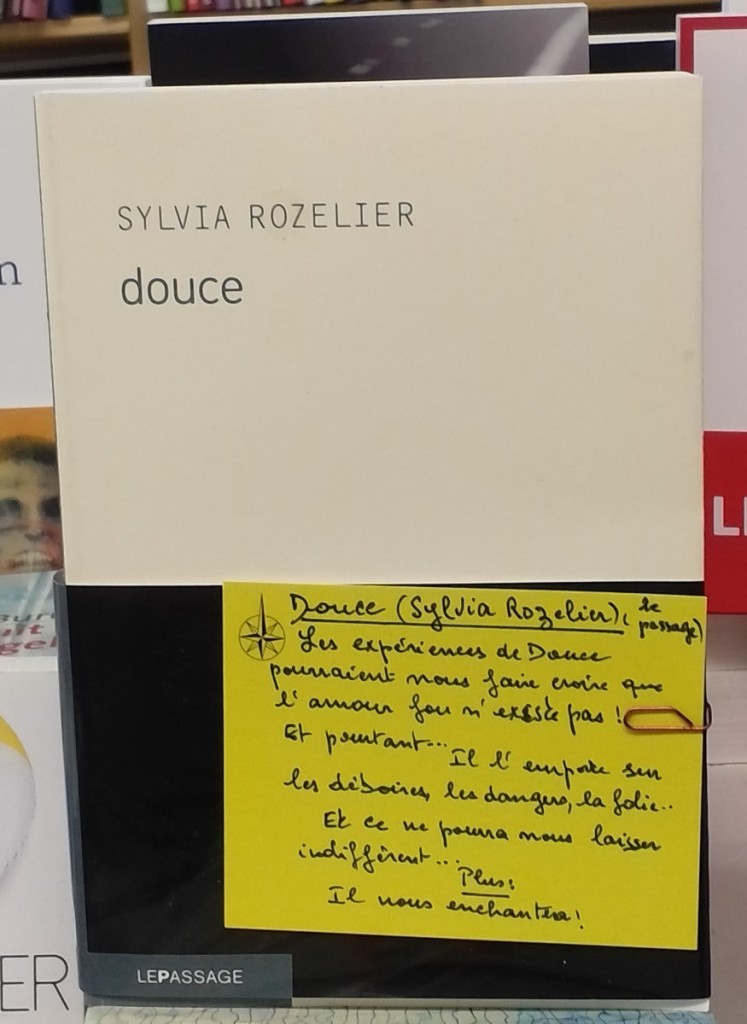 SYLVIA ROZELIER
douce
Douce (Sylvia Rozelier), (le passage)
Les expériences de Douce
pourraient nous faire croire que
l'amour fou n'existe pas !
Et pourtant...
Il l'emporte sur
les déboires, les dangers, la folie..
Et ce ne pourra nous laisser
indifférent...
Plus:
Il nous enchantera!
LEPASSAGE
n
ER
LI